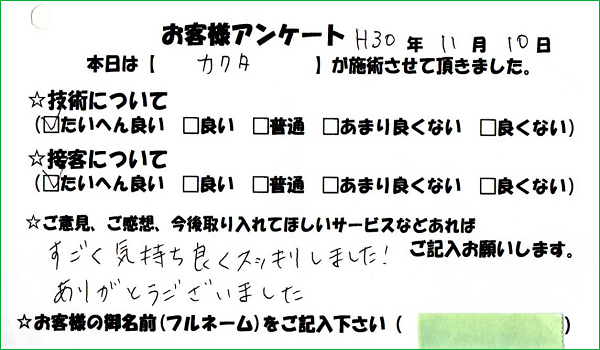 お客様アンケート H30 年 11 月 10 日
本日は【 カクタ 】が施術させて頂きました。
☆技術について
(☑たいへん良い □良い □普通 □あまり良くない □良くない)
☆接客について
(☑たいへん良い □良い □普通 □あまり良くない □良くない)
☆ご意見、ご感想、今後取り入れてほしいサービスなどあれば
ご記入お願いします。
すごく気持ち良くスッキリしました!
ありがとうございました
☆お客様の御名前(フルネーム)をご記入下さい( )